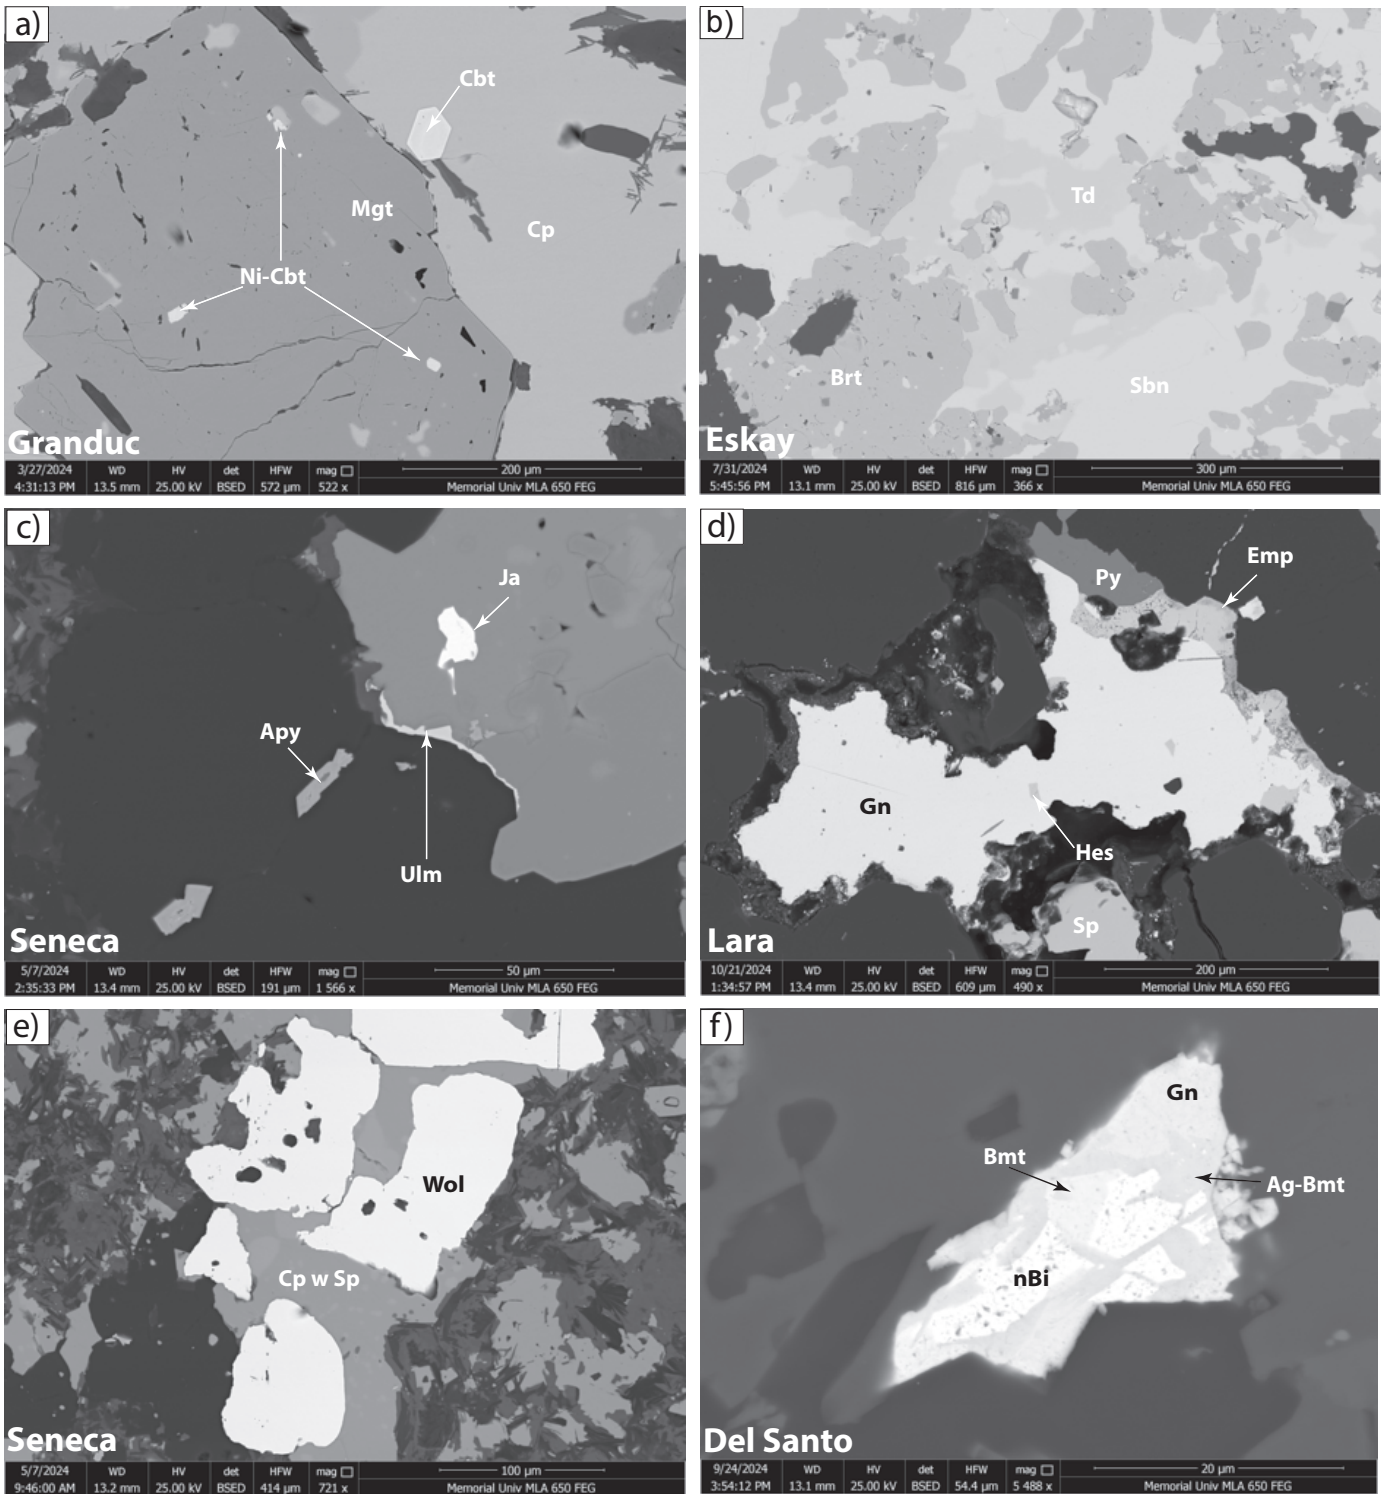 a)
Cbt
Mgt
Cp
Ni-Cbt
Granduc
3/27/2024 WD HV det HFW mag 200 µm
4:31:13 PM 13.5 mm 25.00 kV BSED 572 µm 522 x Memorial Univ MLA 650 FEG
b)
Td
Brt
Sbn
Eskay
7/31/2024 WD HV det HFW mag 300 µm
5:45:56 PM 13.1 mm 25.00 kV BSED 816 µm 366 x Memorial Univ MLA 650 FEG
c)
Ja
Apy
Ulm
Seneca
5/7/2024 WD HV det HFW mag 50 µm
2:35:33 PM 13.4 mm 25.00 kV BSED 191 µm 1 566 x Memorial Univ MLA 650 FEG
d)
Emp
Py
Gn
Hes
Sp
Lara
10/21/2024 WD HV det HFW mag 200 µm
1:34:57 PM 13.4 mm 25.00 kV BSED 609 µm 490 x Memorial Univ MLA 650 FEG
e)
Wol
Cp w Sp
Seneca
5/7/2024 WD HV det HFW mag 100 µm
9:46:00 AM 13.2 mm 25.00 kV BSED 414 µm 721 x Memorial Univ MLA 650 FEG
f)
Gn
Bmt
Ag-Bmt
nBi
Del Santo
9/24/2024 WD HV det HFW mag 20 µm
3:54:12 PM 13.1 mm 25.00 kV BSED 54.4 µm 5 488 x Memorial Univ MLA 650 FEG